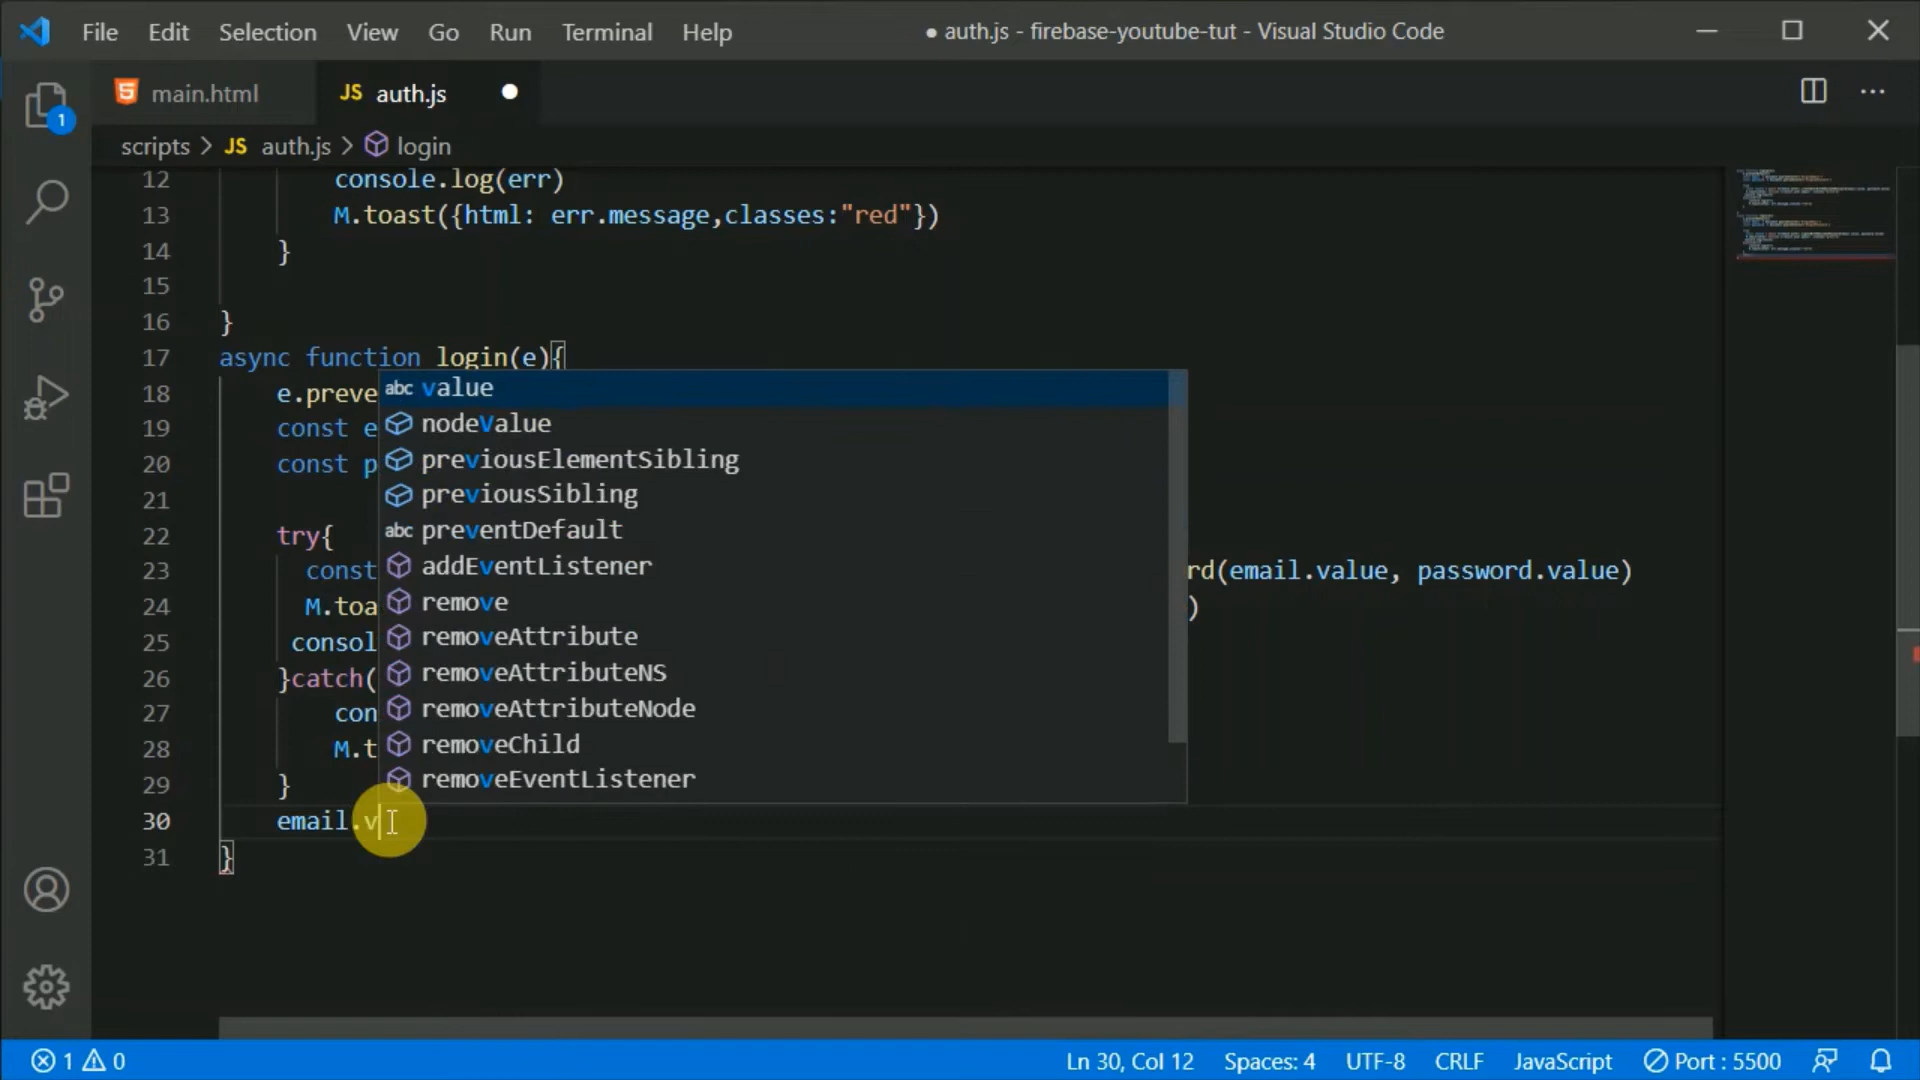 File Edit Selection View Go Run Terminal Help ● auth.js - firebase-youtube-tut - Visual Studio Code
1
5 main.html JS auth.js
scripts > JS auth.js > login
12 console.log(err)
13 M.toast({html: err.message,classes:"red"})
14 }
15
16 }
17 async function login(e){
18 e.preve
19 const e
20 const p
21
22 try{
23 const rd(email.value, password.value)
24 M.toa )
25 consol
26 }catch(
27 con
28 M.t
29 }
30 email.v
31 }
abc value
nodeValue
previousElementSibling
previousSibling
abc preventDefault
addEventListener
remove
removeAttribute
removeAttributeNS
removeAttributeNode
removeChild
removeEventListener
1 0 Ln 30, Col 12 Spaces: 4 UTF-8 CRLF JavaScript Port : 5500